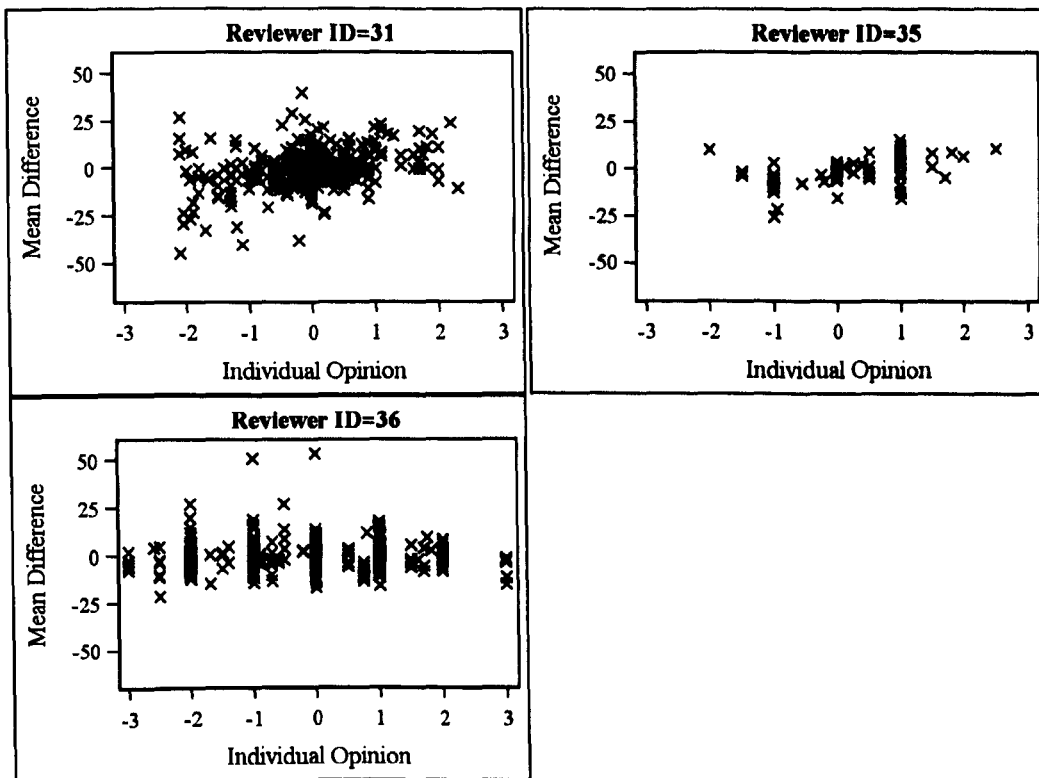 Reviewer ID=31
50
25
0
-25
-50
Mean Difference
-3 -2 -1 0 1 2 3
Individual Opinion
Reviewer ID=35
50
25
0
-25
-50
Mean Difference
-3 -2 -1 0 1 2 3
Individual Opinion
Reviewer ID=36
50
25
0
-25
-50
Mean Difference
-3 -2 -1 0 1 2 3
Individual Opinion